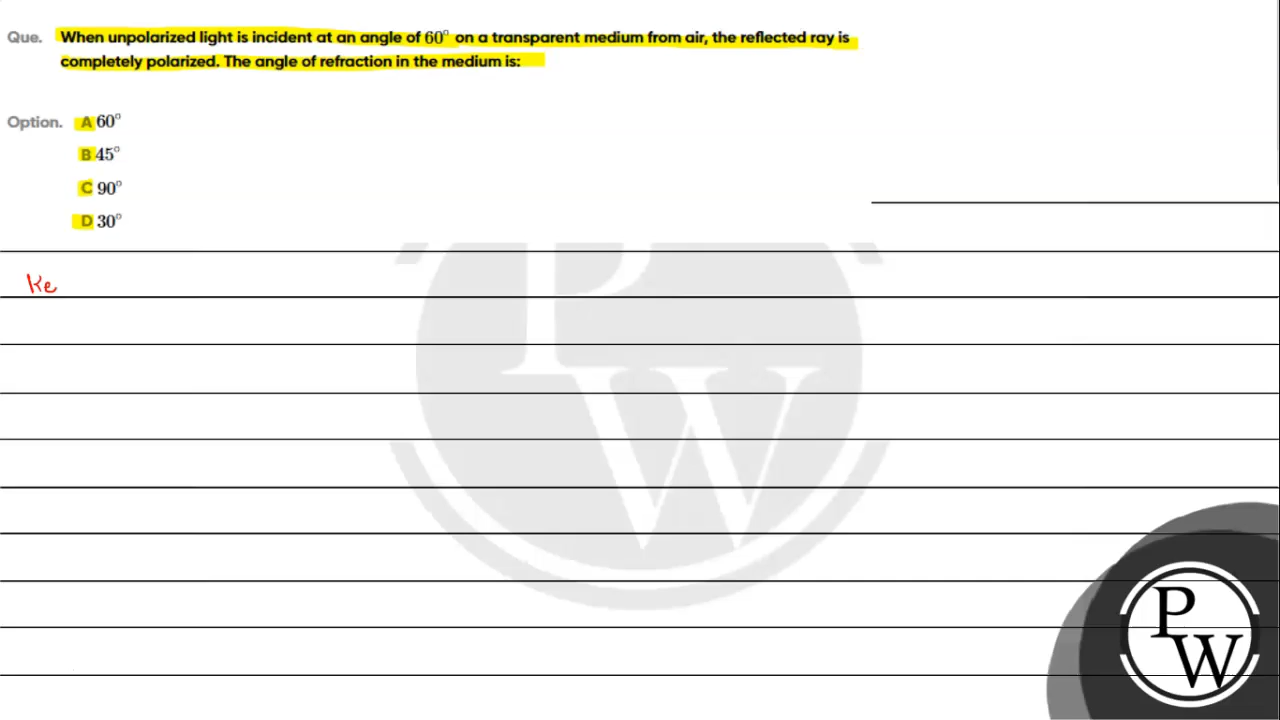 Que. When unpolarized light is incident at an angle of 60° on a transparent medium from air, the reflected ray is
completely polarized. The angle of refraction in the medium is:
Option. A 60°
B 45°
C 90°
D 30°
Ke
P
W
P
W